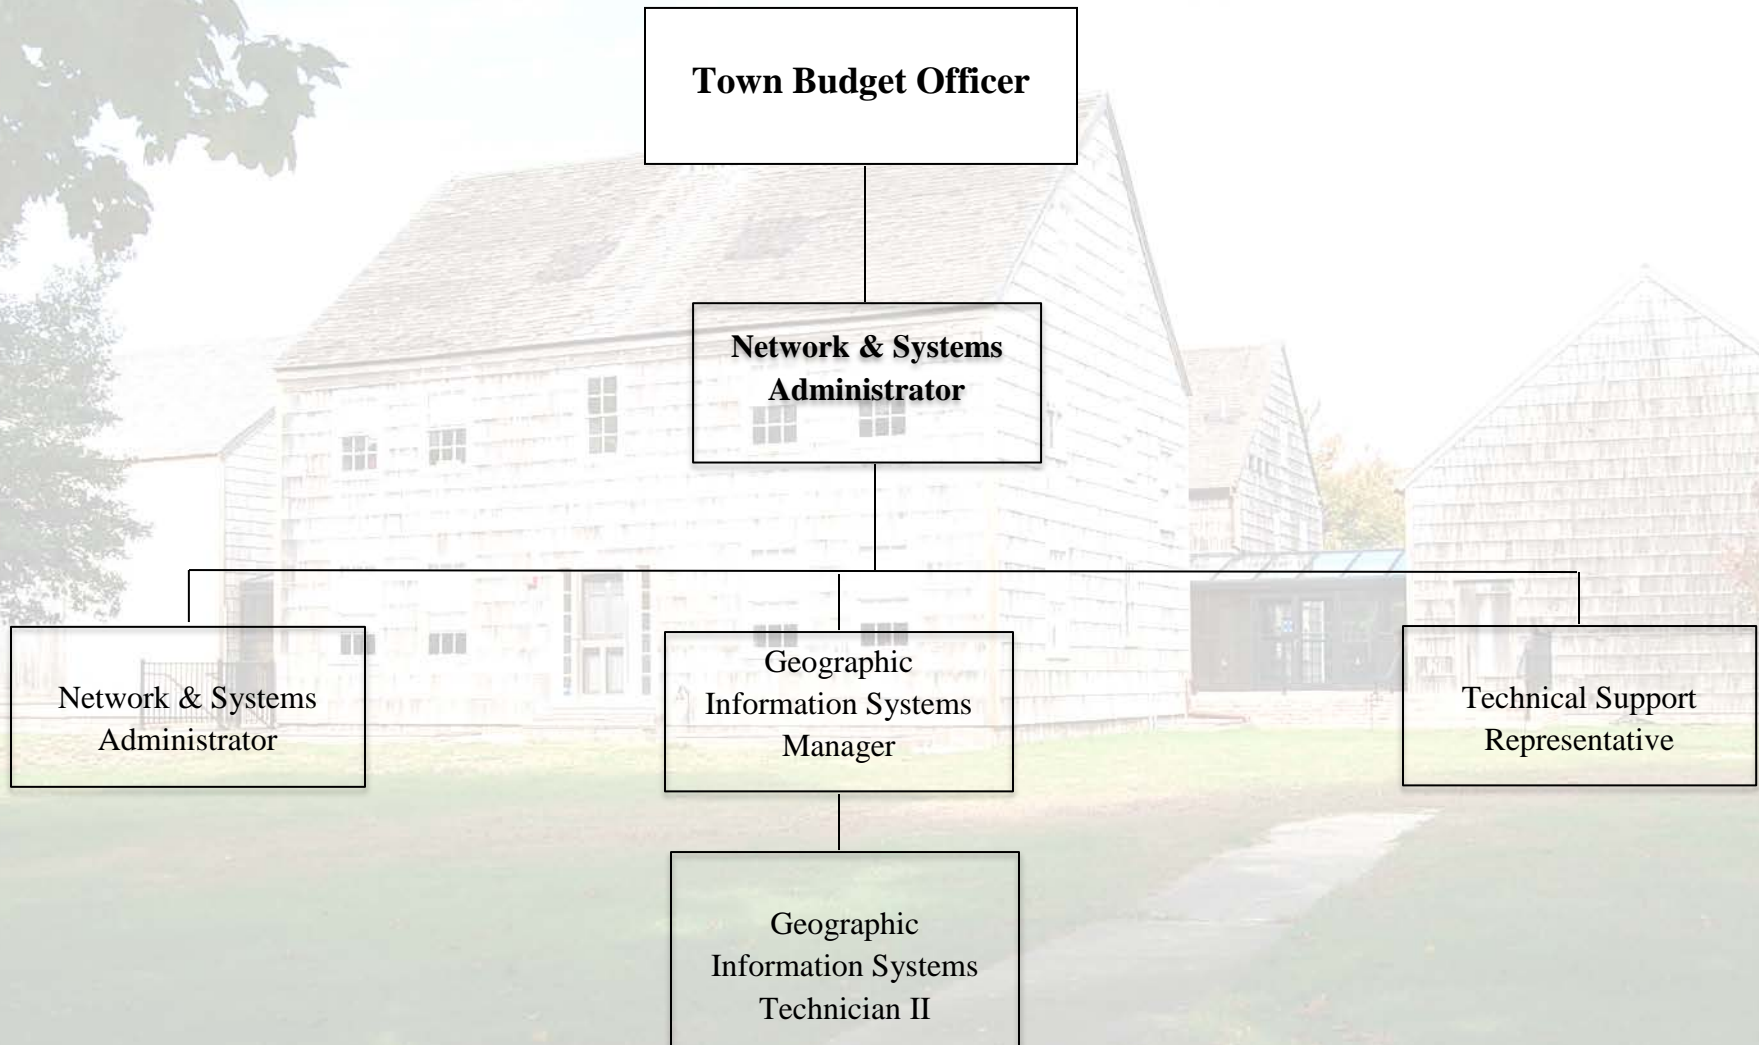 Town Budget Officer
Network & Systems
Administrator
Network & Systems
Administrator
Geographic
Information Systems
Manager
Technical Support
Representative
Geographic
Information Systems
Technician II